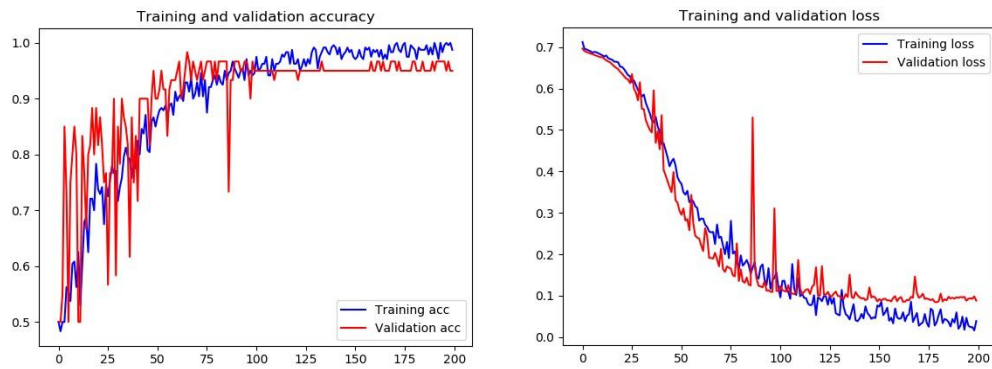 Training and validation accuracy
1.0
0.9
0.8
0.7
0.6
0.5
Training acc
Validation acc
0 25 50 75 100 125 150 175 200
Training and validation loss
0.7
0.6
0.5
0.4
0.3
0.2
0.1
0.0
Training loss
Validation loss
0 25 50 75 100 125 150 175 200